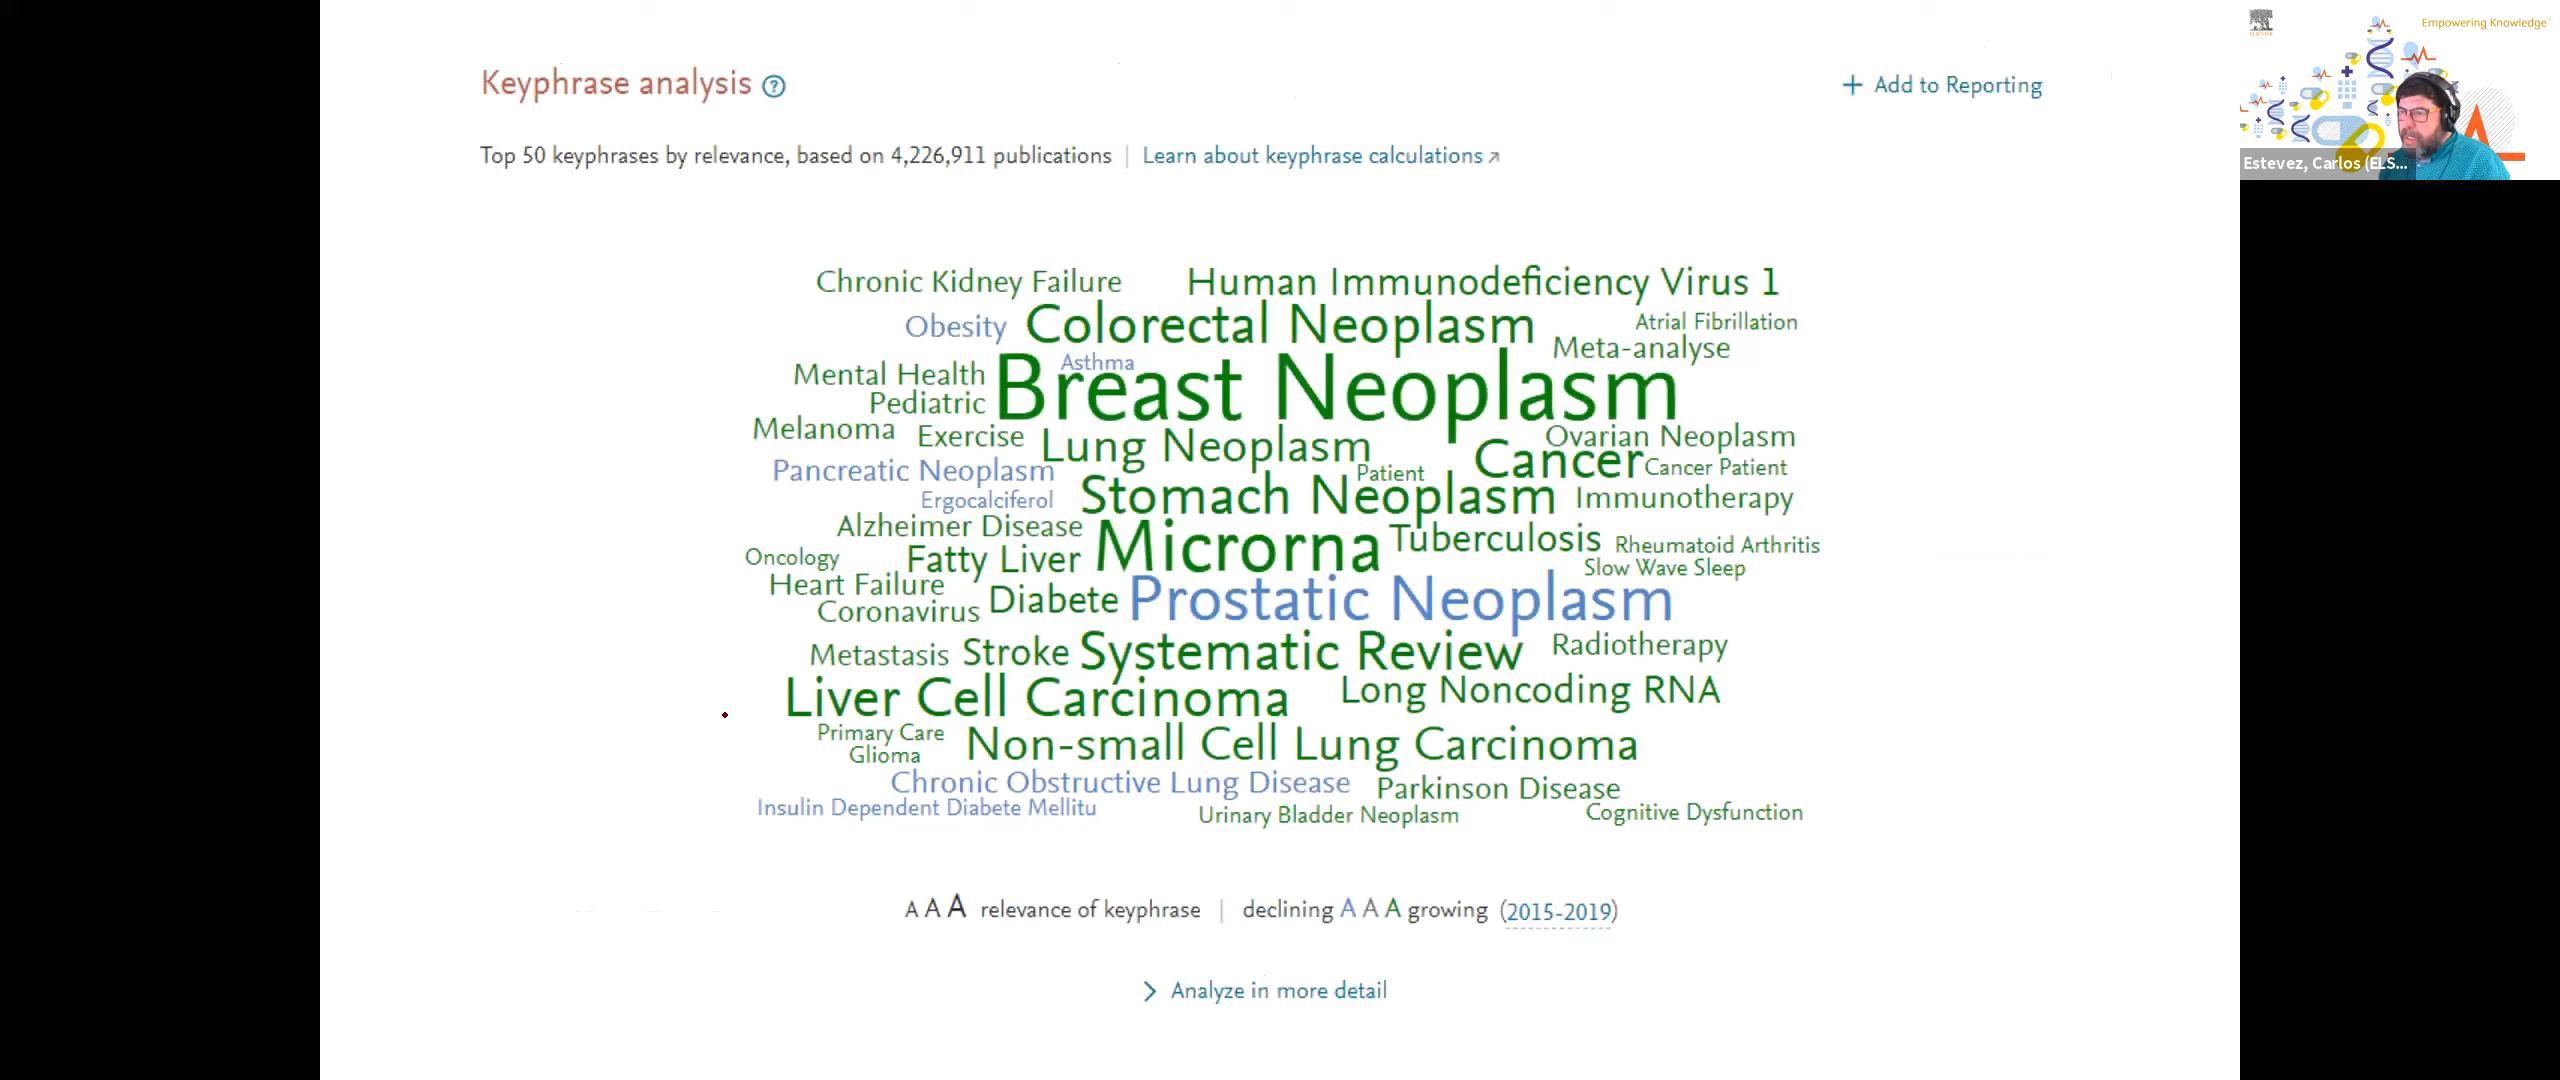 Keyphrase analysis ?
+ Add to Reporting
Top 50 keyphrases by relevance, based on 4,226,911 publications | Learn about keyphrase calculations ↗
Chronic Kidney Failure
Human Immunodeficiency Virus 1
Obesity
Colorectal Neoplasm
Atrial Fibrillation
Meta-analyse
Asthma
Mental Health
Breast Neoplasm
Pediatric
Melanoma
Exercise
Lung Neoplasm
Ovarian Neoplasm
Cancer
Cancer Patient
Pancreatic Neoplasm
Patient
Ergocalciferol
Stomach Neoplasm
Immunotherapy
Alzheimer Disease
Microrna
Tuberculosis
Rheumatoid Arthritis
Oncology
Fatty Liver
Slow Wave Sleep
Heart Failure
Coronavirus
Diabete
Prostatic Neoplasm
Metastasis
Stroke
Systematic Review
Radiotherapy
Liver Cell Carcinoma
Long Noncoding RNA
Primary Care
Glioma
Non-small Cell Lung Carcinoma
Chronic Obstructive Lung Disease
Parkinson Disease
Insulin Dependent Diabete Mellitu
Urinary Bladder Neoplasm
Cognitive Dysfunction
A A A relevance of keyphrase | declining A A A growing (2015-2019)
> Analyze in more detail
ELSEVIER
Empowering Knowledge™
Estevez, Carlos (ELS...